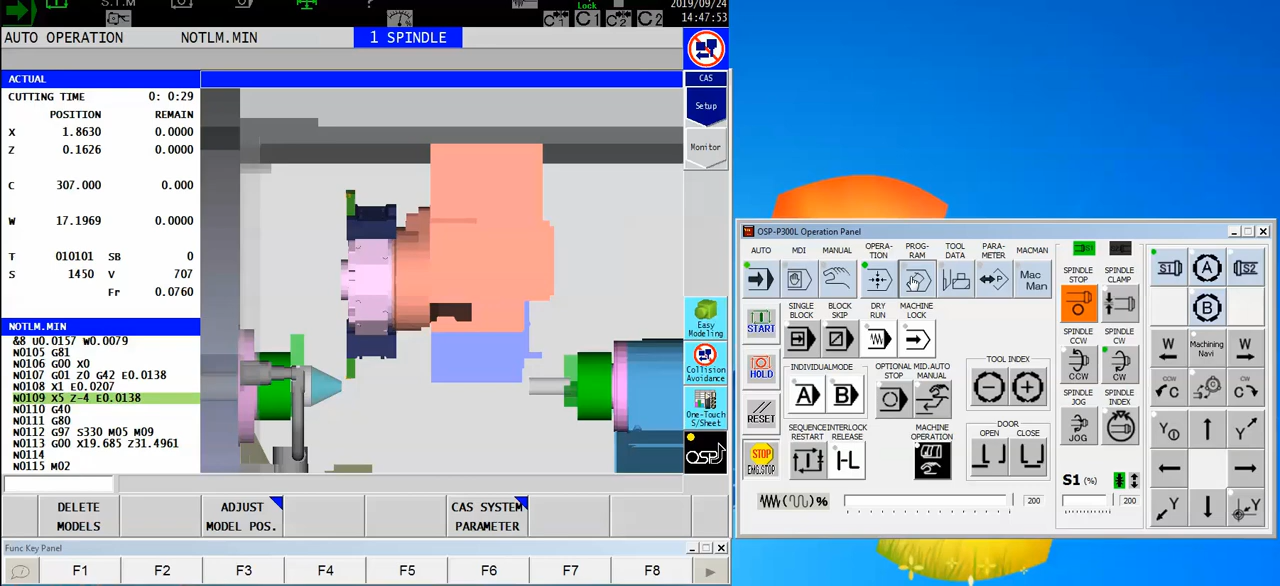 S.T.M
Lock
C1 C1 C2 C2
2019/09/24
14:47:53
AUTO OPERATION NOTLM.MIN 1 SPINDLE
ACTUAL
CUTTING TIME 0: 0:29
POSITION REMAIN
X 1.8630 0.0000
Z 0.1626 0.0000
C 307.000 0.000
W 17.1969 0.0000
T 010101 SB 0
S 1450 V 707
Fr 0.0760
NOTLM.MIN
&8 W0.0157 W0.0079
N0105 G81
N0106 G00 X0
N0107 G01 Z0 G42 E0.0138
N0108 X1 E0.0207
N0109 X5 Z-4 E0.0138
N0110 G40
N0111 G80
N0112 G97 S330 M05 M09
N0113 G00 X19.685 Z31.4961
N0114
N0115 M02
CAS
Setup
Monitor
Easy
Modeling
Collision
Avoidance
One-Touch
S/Sheet
OSP
DELETE
MODELS
ADJUST
MODEL POS.
CAS SYSTEM
PARAMETER
Func Key Panel
F1 F2 F3 F4 F5 F6 F7 F8
OSP-P300L Operation Panel
AUTO MDI MANUAL OPERA-
TION PROG-
RAM TOOL
DATA PARA-
METER MACMAN
Mac
Man
START
HOLD
RESET
STOP
EMG.STOP
SINGLE
BLOCK BLOCK
SKIP DRY
RUN MACHINE
LOCK
INDIVIDUALMODE
A B
OPTIONAL
STOP MID.AUTO
MANUAL
SEQUENCE
RESTART INTERLOCK
RELEASE
MACHINE
OPERATION
TOOL INDEX
DOOR
OPEN CLOSE
200
SPINDLE
STOP SPINDLE
CLAMP
SPINDLE
CCW SPINDLE
CW
CCW CW
SPINDLE
JOG SPINDLE
INDEX
JOG
S1 (%)
200
S1 A S2
B
W Machining
Navi W
C C
Y Y
Y Y